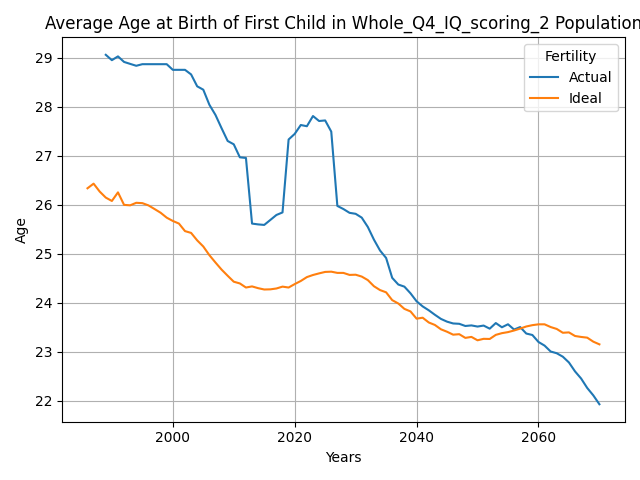 Average Age at Birth of First Child in Whole_Q4_IQ_scoring_2 Population
Fertility
Actual
Ideal
29
28
27
26
25
24
23
22
Age
2000
2020
2040
2060
Years